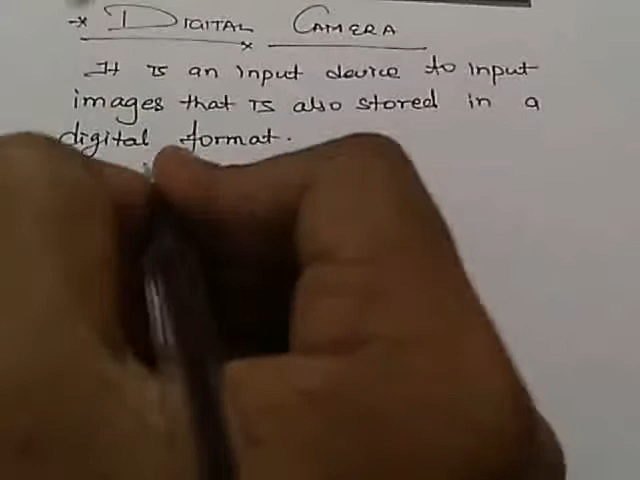 DIGITAL CAMERA
It is an input device to input
images that is also stored in a
digital format.